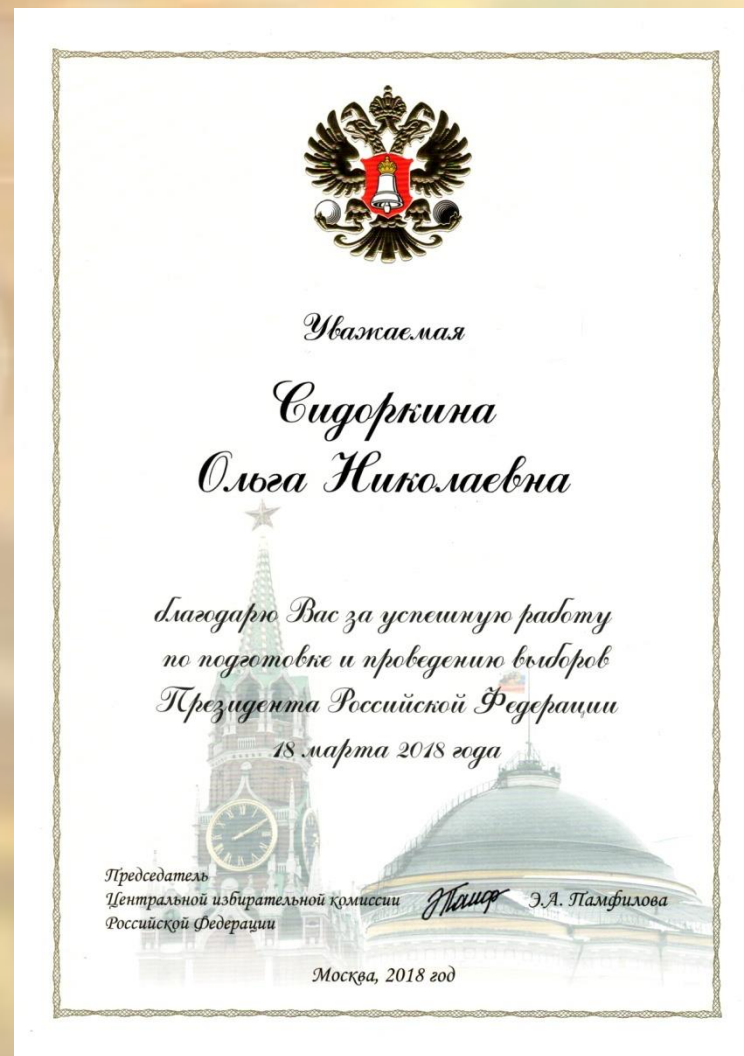 Уважаемая
Сидоркина
Ольга Николаевна
благодарю Вас за успешную работу
по подготовке и проведению выборов
Президента Российской Федерации
18 марта 2018 года
Председатель
Центральной избирательной комиссии Э.А. Памфилова
Российской Федерации
Москва, 2018 год